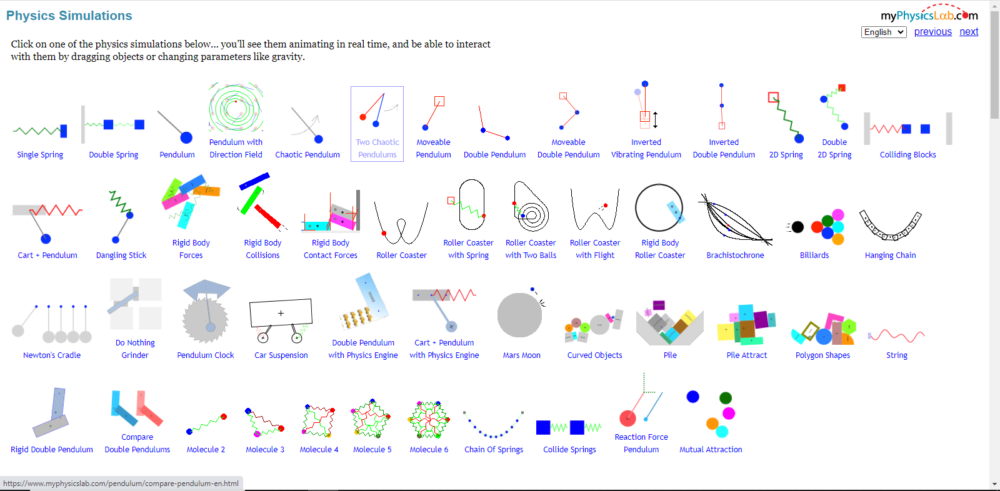 Physics Simulations
myPhysicsLab.com
English
previous
next
Click on one of the physics simulations below... you'll see them animating in real time, and be able to interact
with them by dragging objects or changing parameters like gravity.
Single Spring
Double Spring
Pendulum
Pendulum with
Direction Field
Chaotic Pendulum
Two Chaotic
Pendulums
Moveable
Pendulum
Double Pendulum
Moveable
Double Pendulum
Inverted
Vibrating Pendulum
Inverted
Double Pendulum
2D Spring
Double
2D Spring
Colliding Blocks
Cart + Pendulum
Dangling Stick
Rigid Body
Forces
Rigid Body
Collisions
Rigid Body
Contact Forces
Roller Coaster
Roller Coaster
with Spring
Roller Coaster
with Two Balls
Roller Coaster
with Flight
Rigid Body
Roller Coaster
Brachistochrone
Billiards
Hanging Chain
Newton's Cradle
Do Nothing
Grinder
Pendulum Clock
Car Suspension
Double Pendulum
with Physics Engine
Cart + Pendulum
with Physics Engine
Mars Moon
Curved Objects
Pile
Pile Attract
Polygon Shapes
String
Rigid Double Pendulum
Compare
Double Pendulums
Molecule 2
Molecule 3
Molecule 4
Molecule 5
Molecule 6
Chain Of Springs
Collide Springs
Reaction Force
Pendulum
Mutual Attraction
https://www.myphysicslab.com/pendulum/compare-pendulum-en.html